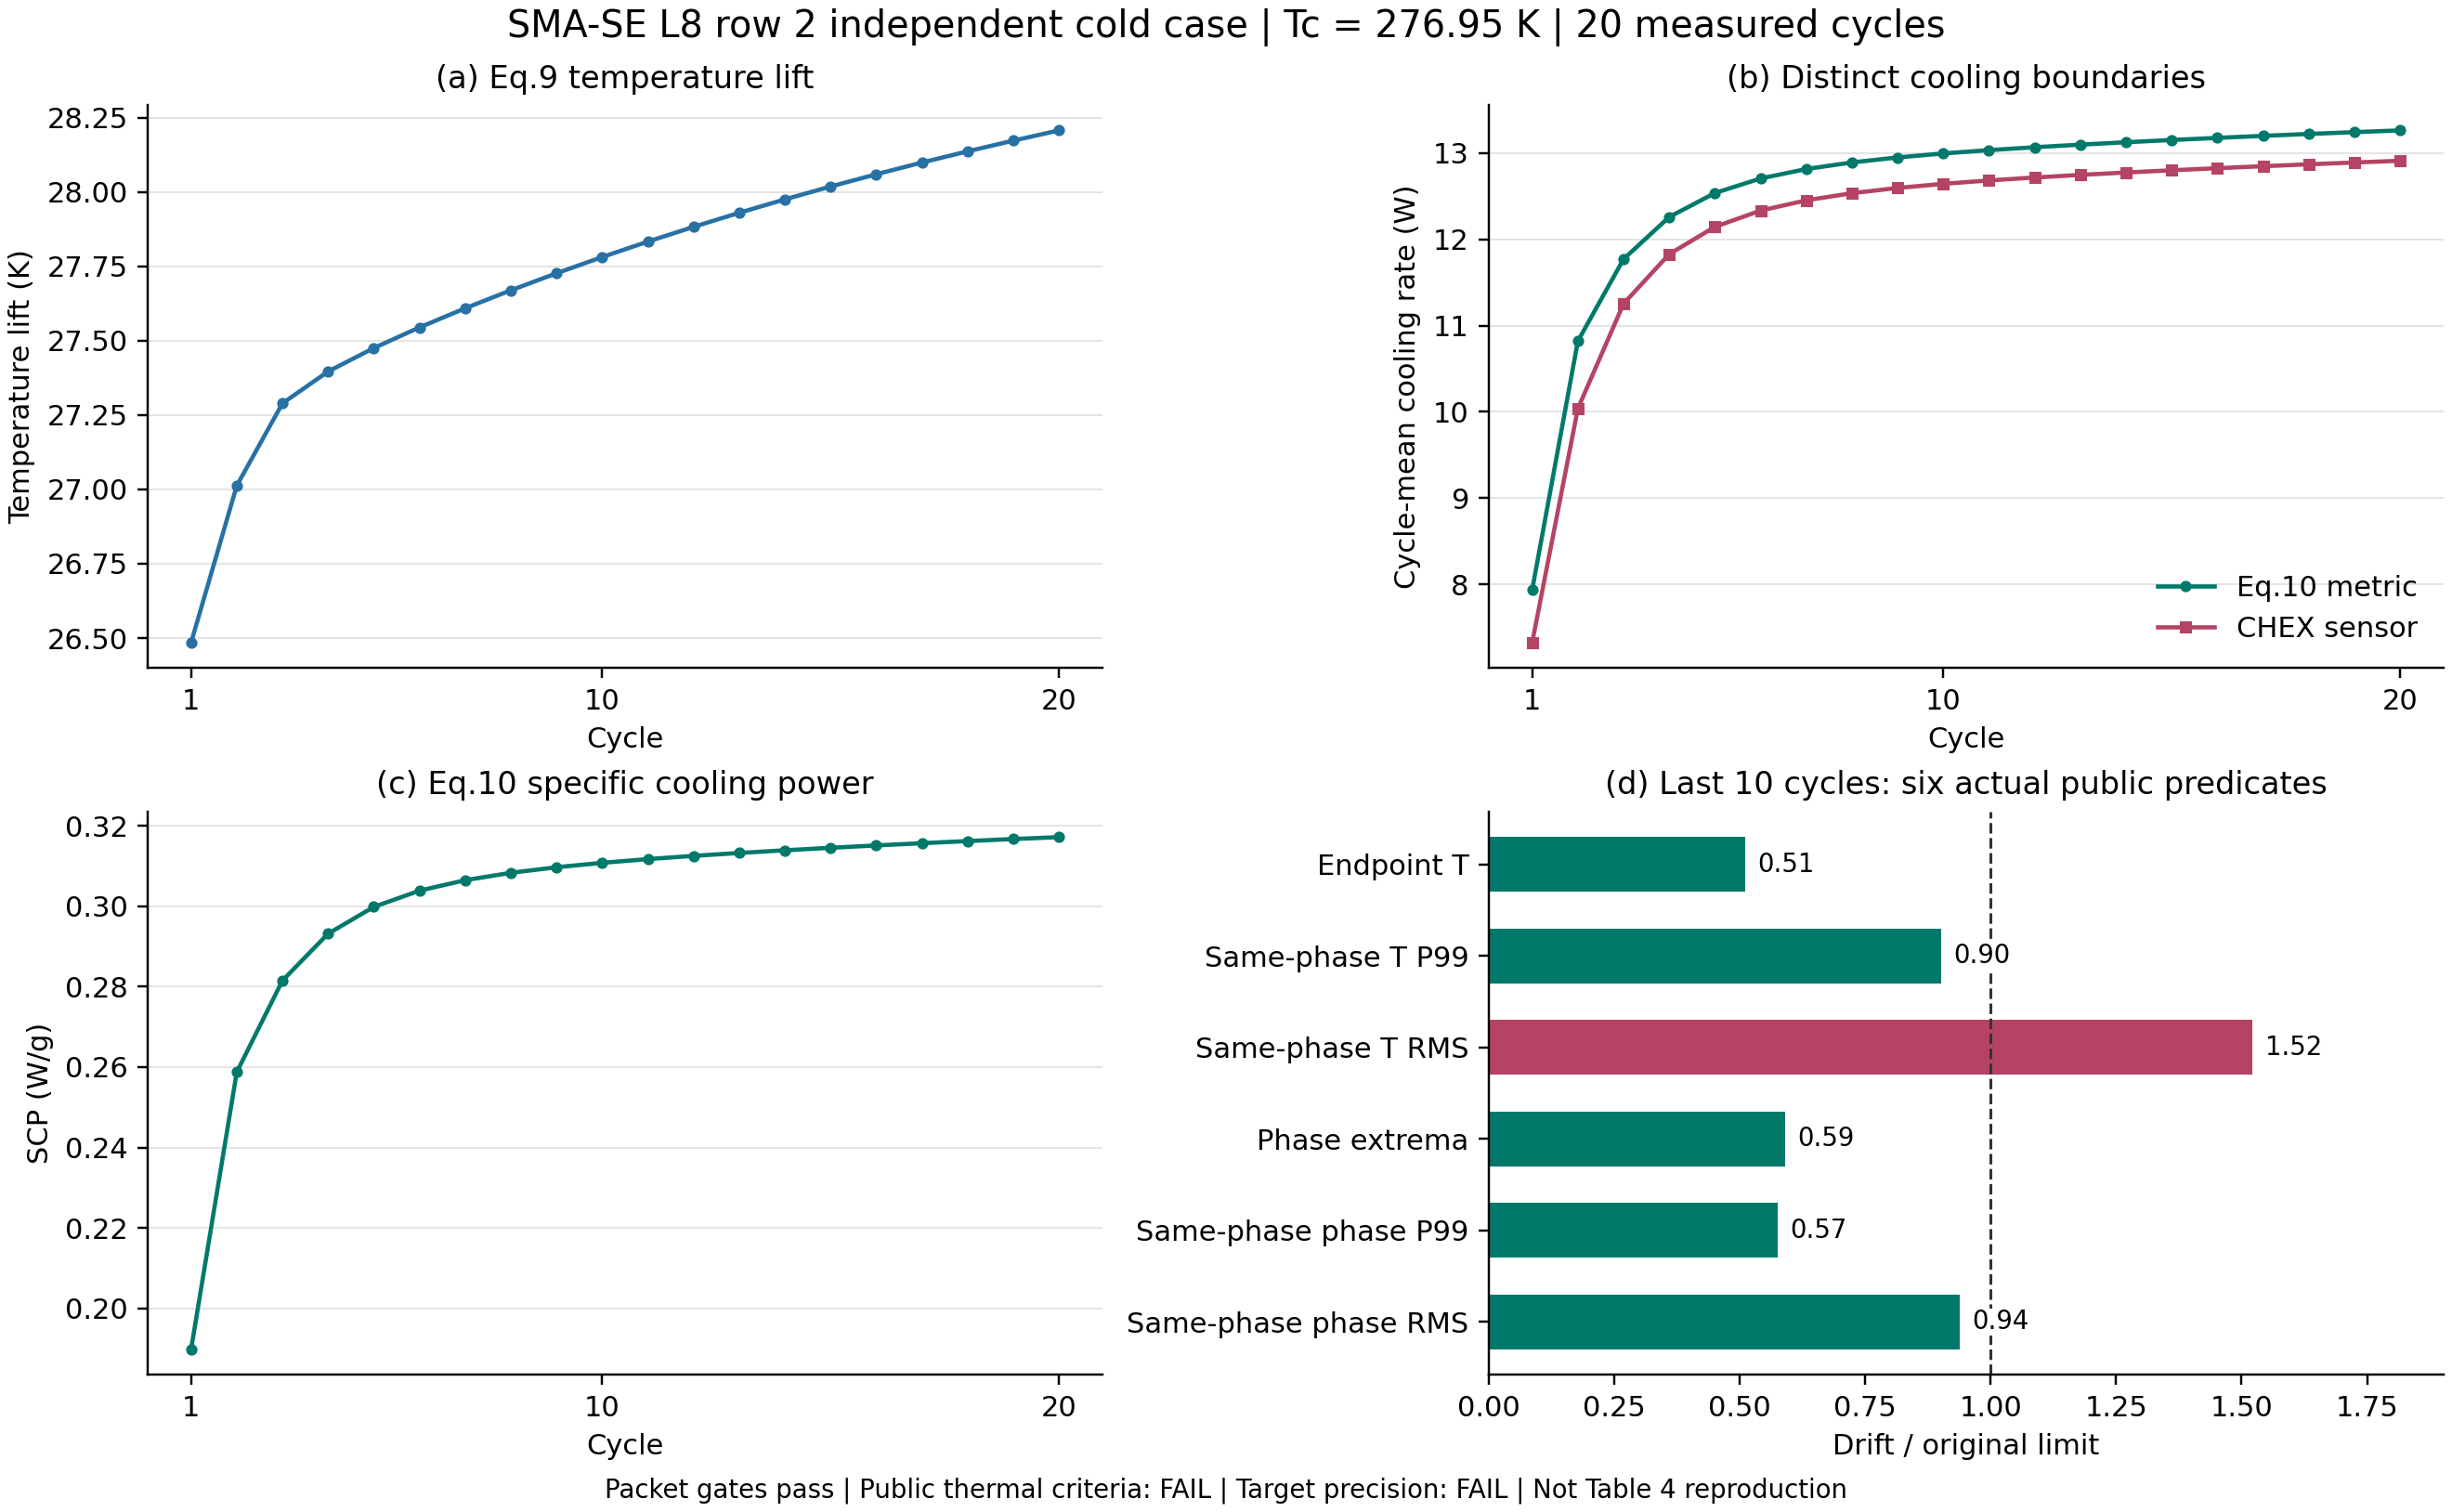 SMA-SE L8 row 2 independent cold case | Tc = 276.95 K | 20 measured cycles
(a) Eq.9 temperature lift
Temperature lift (K)
28.25
28.00
27.75
27.50
27.25
27.00
26.75
26.50
1 10 20
Cycle
(b) Distinct cooling boundaries
Cycle-mean cooling rate (W)
13
12
11
10
9
8
Eq.10 metric
CHEX sensor
1 10 20
Cycle
(c) Eq.10 specific cooling power
SCP (W/g)
0.32
0.30
0.28
0.26
0.24
0.22
0.20
1 10 20
Cycle
(d) Last 10 cycles: six actual public predicates
Endpoint T 0.51
Same-phase T P99 0.90
Same-phase T RMS 1.52
Phase extrema 0.59
Same-phase phase P99 0.57
Same-phase phase RMS 0.94
0.00 0.25 0.50 0.75 1.00 1.25 1.50 1.75
Drift / original limit
Packet gates pass | Public thermal criteria: FAIL | Target precision: FAIL | Not Table 4 reproduction